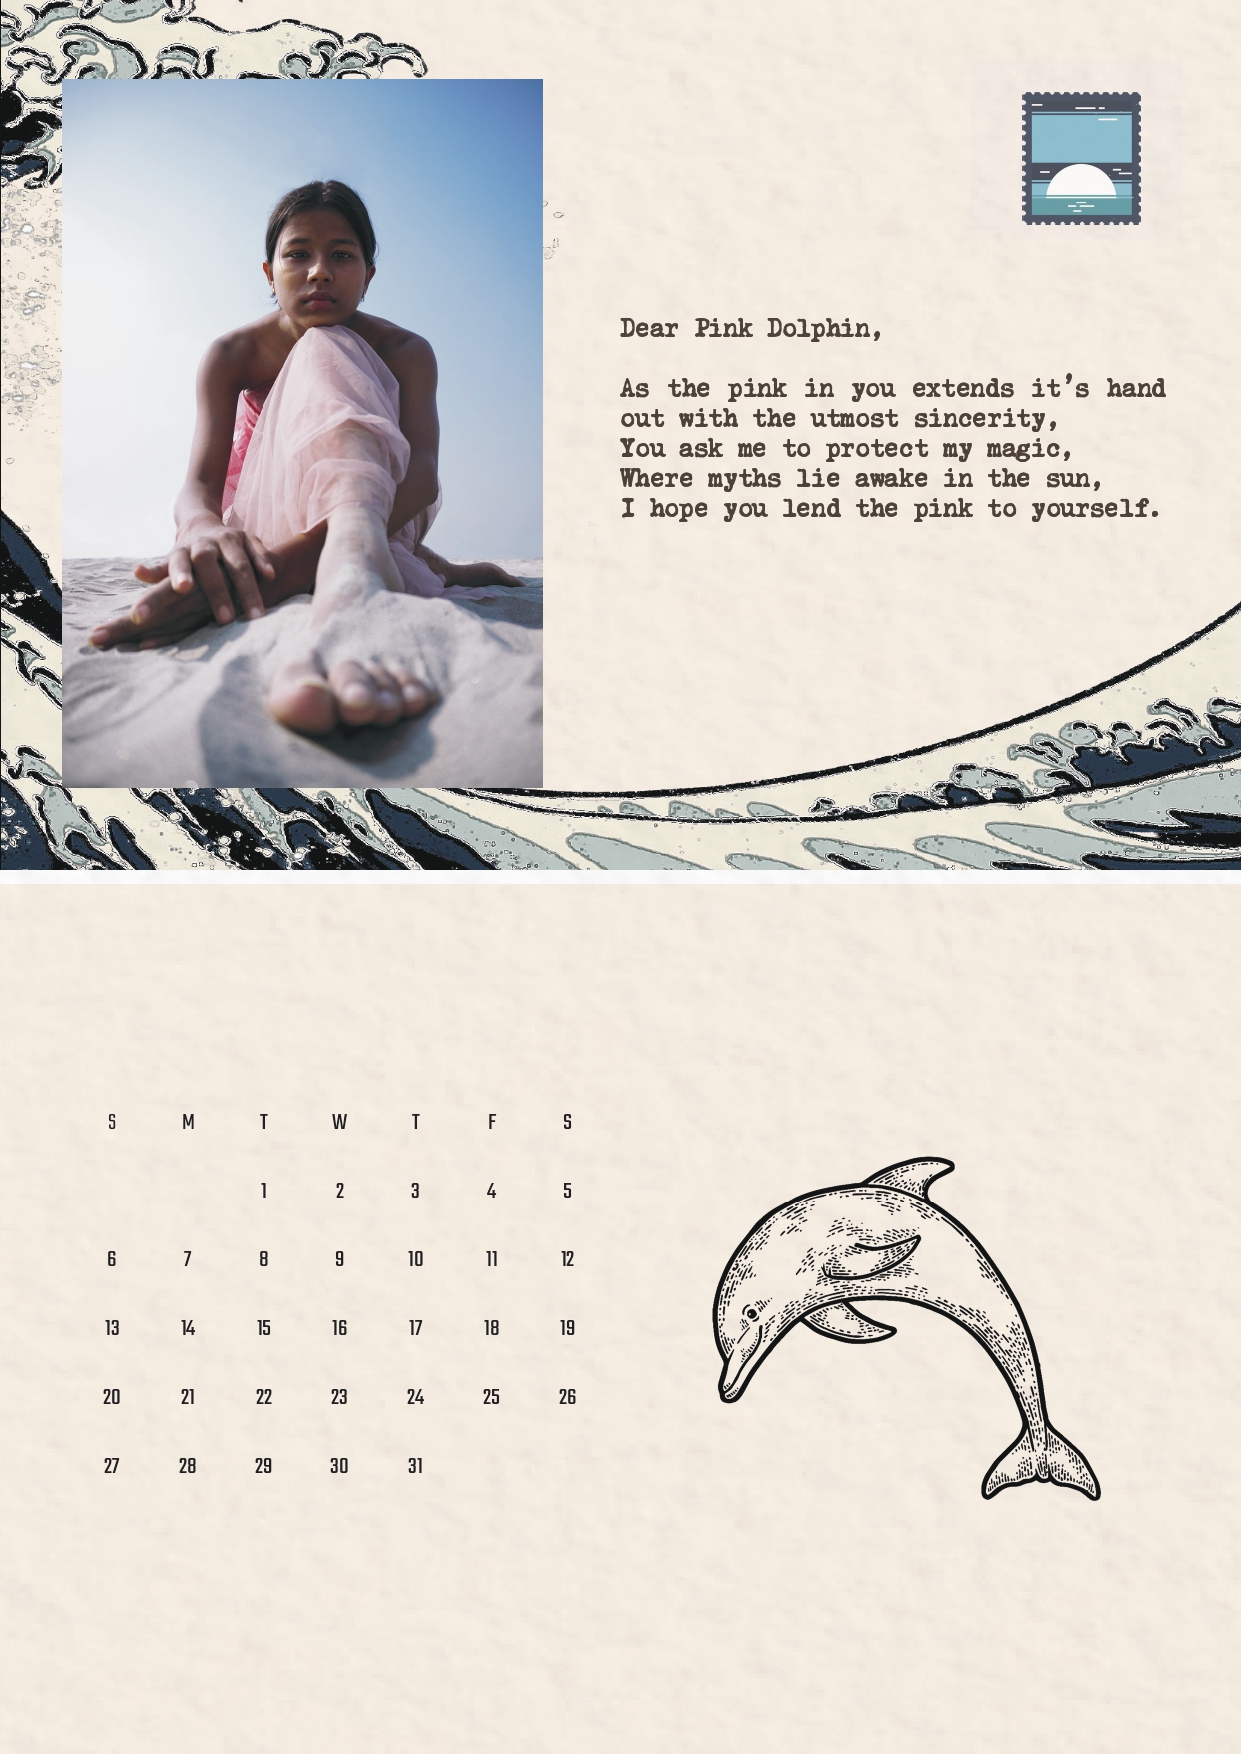 Dear Pink Dolphin,
As the pink in you extends it's hand
out with the utmost sincerity,
You ask me to protect my magic,
Where myths lie awake in the sun,
I hope you lend the pink to yourself.
S M T W T F S
1 2 3 4 5
6 7 8 9 10 11 12
13 14 15 16 17 18 19
20 21 22 23 24 25 26
27 28 29 30 31